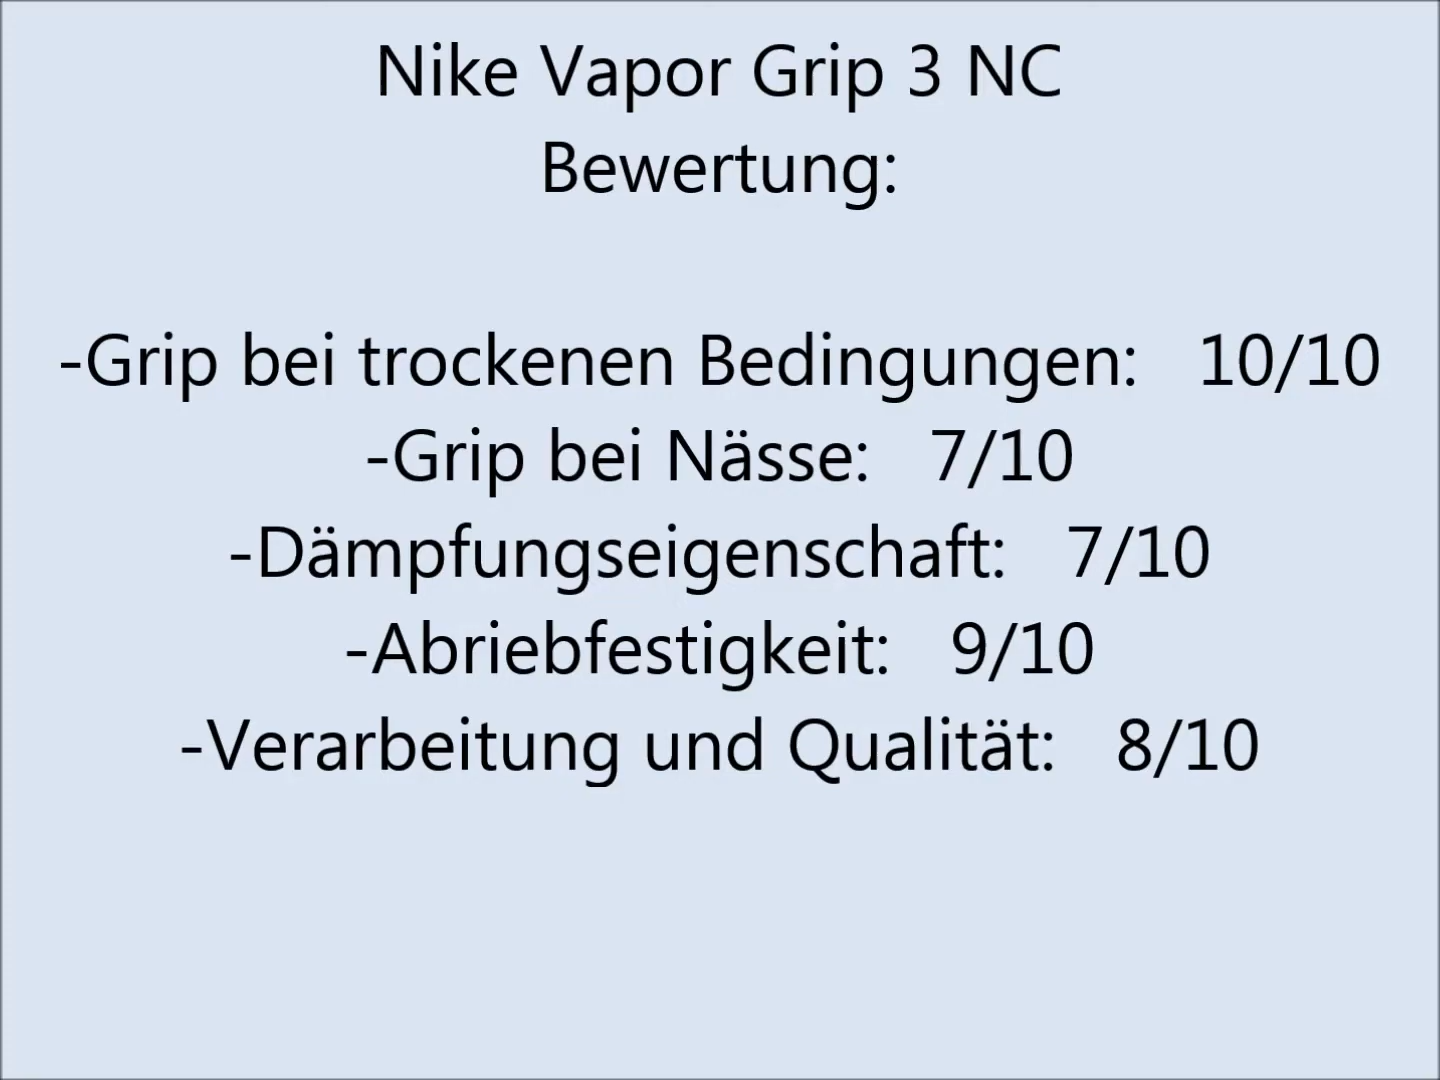 Nike Vapor Grip 3 NC
Bewertung:
-Grip bei trockenen Bedingungen: 10/10
-Grip bei Nässe: 7/10
-Dämpfungseigenschaft: 7/10
-Abriebfestigkeit: 9/10
-Verarbeitung und Qualität: 8/10